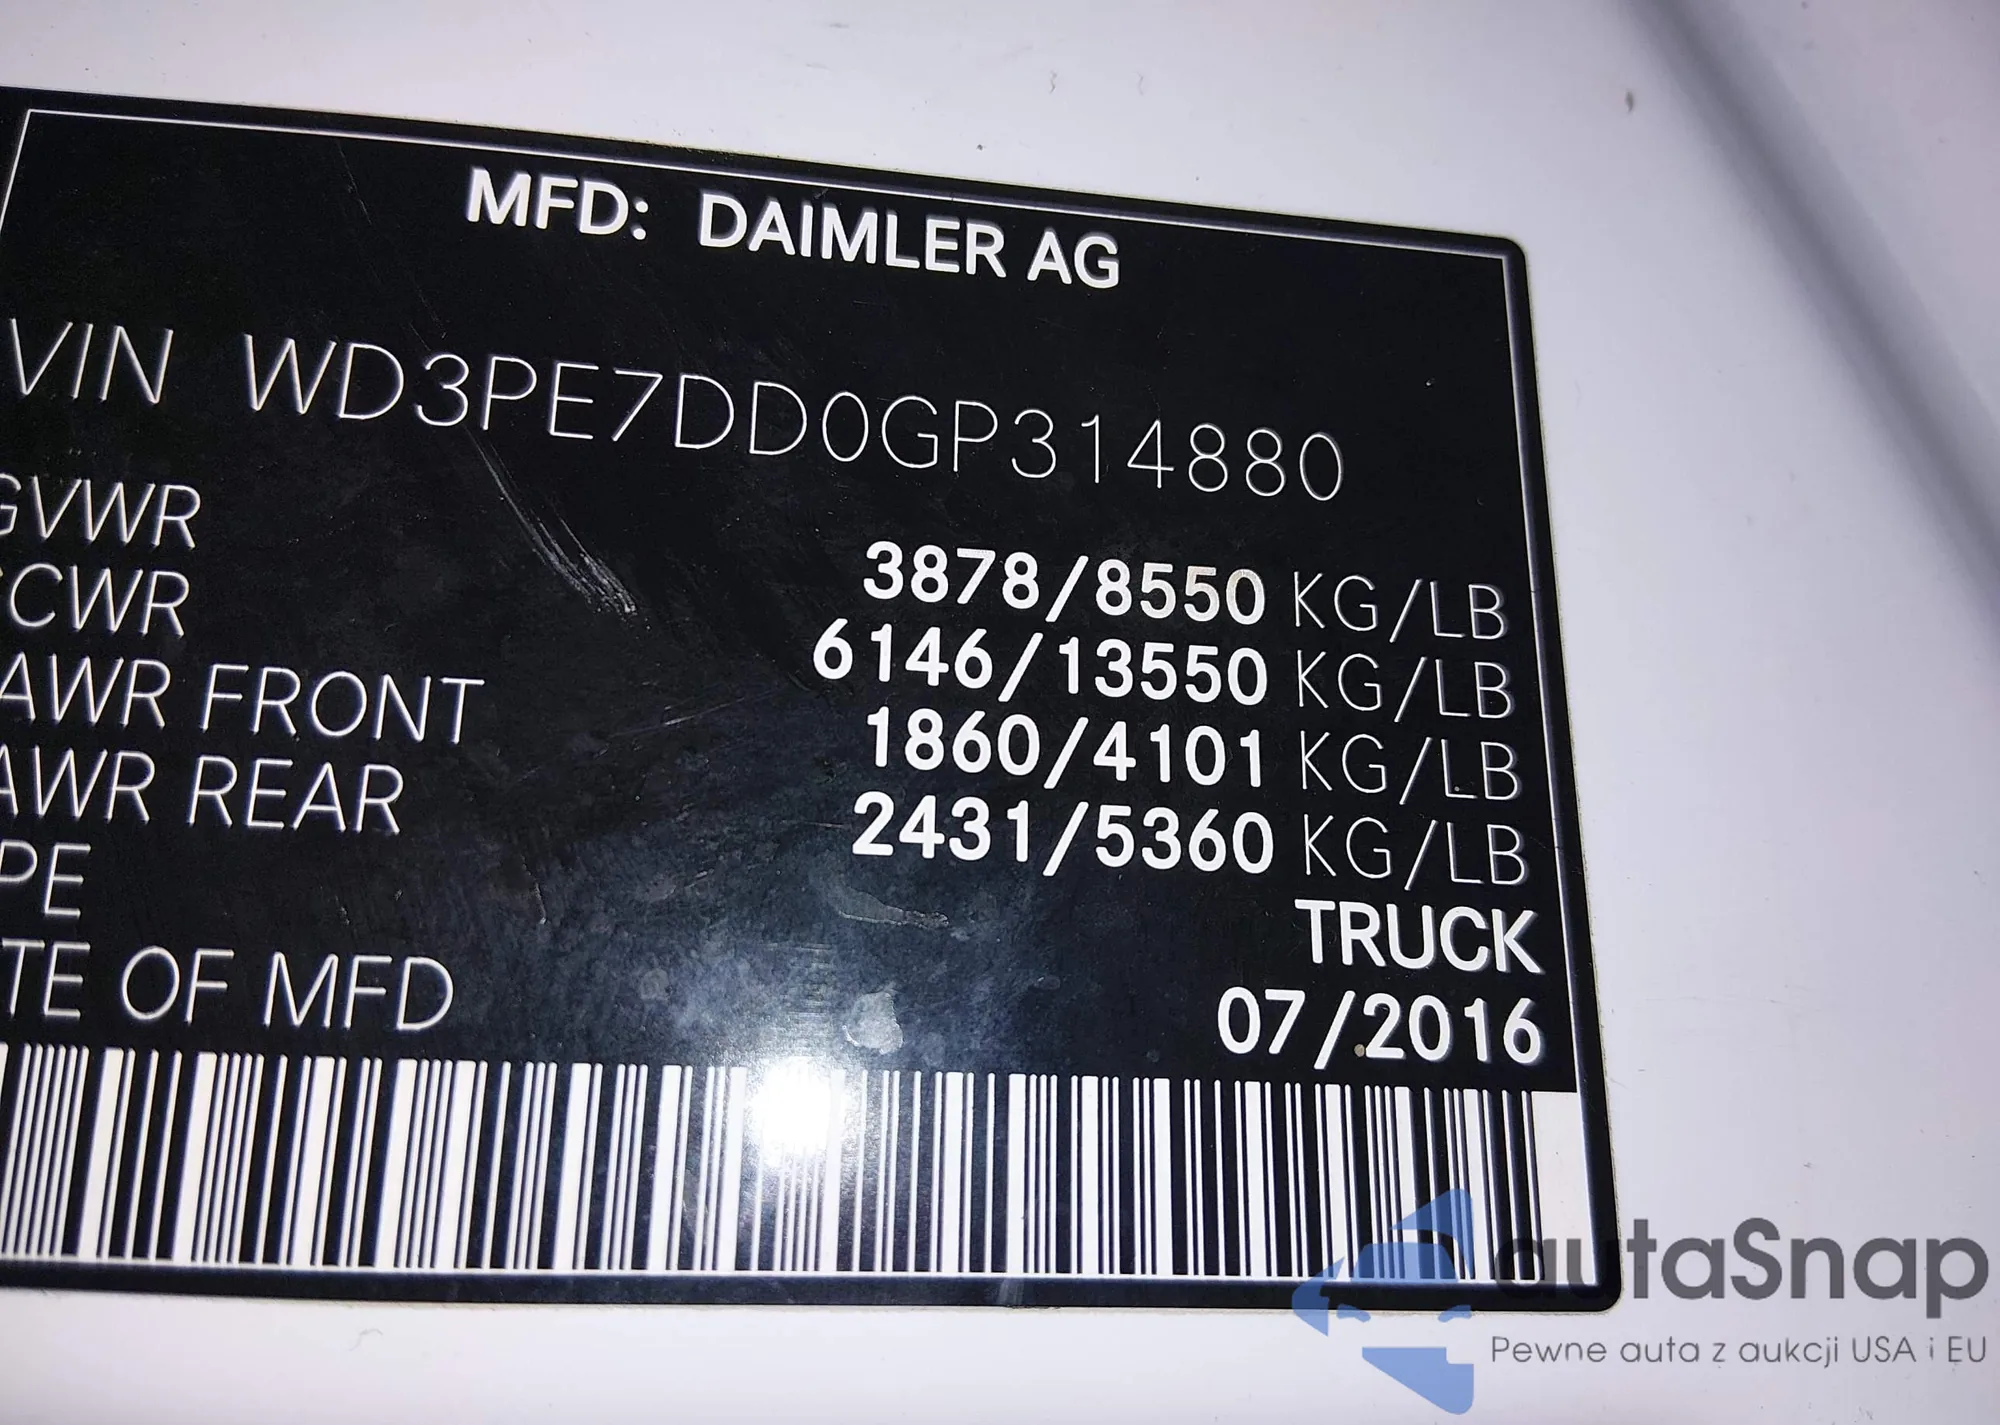 MFD: DAIMLER AG
VIN WD3PE7DD0GP314880
GVWR 3878/8550 KG/LB
CWR 6146/13550 KG/LB
AWR FRONT 1860/4101 KG/LB
AWR REAR 2431/5360 KG/LB
PE TRUCK
TE OF MFD 07/2016
autaSnap
Pewne auta z aukcji USA i EU